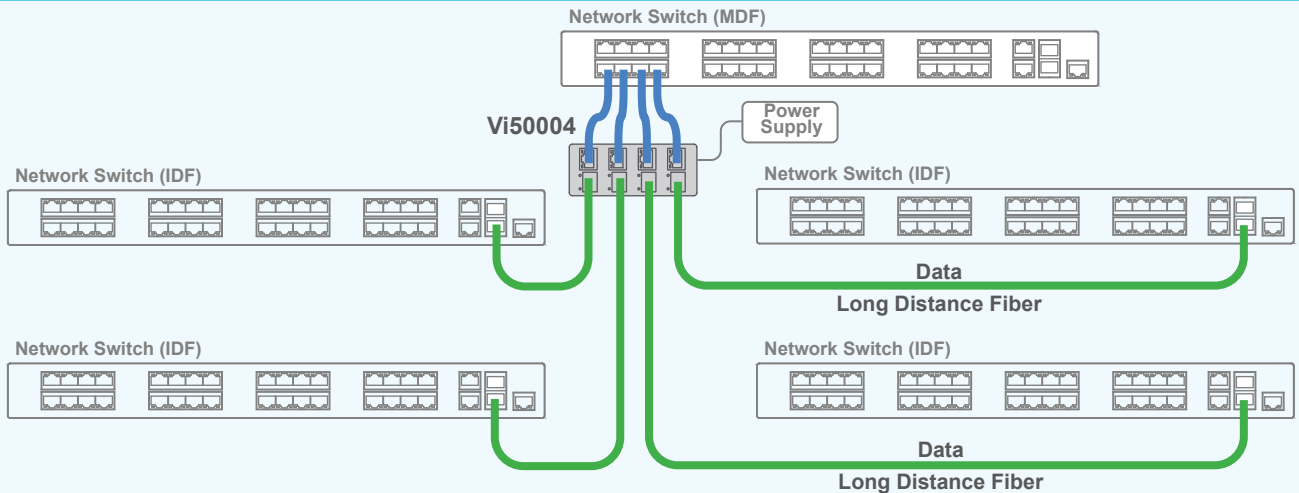 Network Switch (MDF)
Power
Supply
Vi50004
Network Switch (IDF)
Network Switch (IDF)
Data
Long Distance Fiber
Network Switch (IDF)
Network Switch (IDF)
Data
Long Distance Fiber